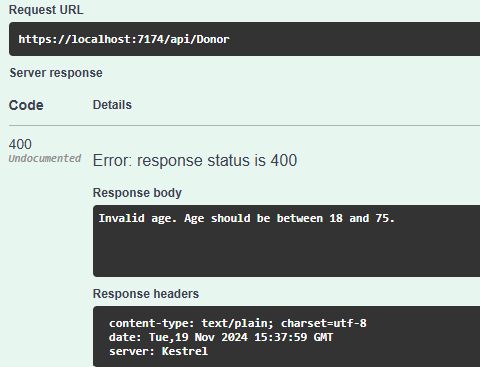 Request URL
https://localhost:7174/api/Donor
Server response
Code Details
400
Undocumented
Error: response status is 400
Response body
Invalid age. Age should be between 18 and 75.
Response headers
content-type: text/plain; charset=utf-8
date: Tue,19 Nov 2024 15:37:59 GMT
server: Kestrel